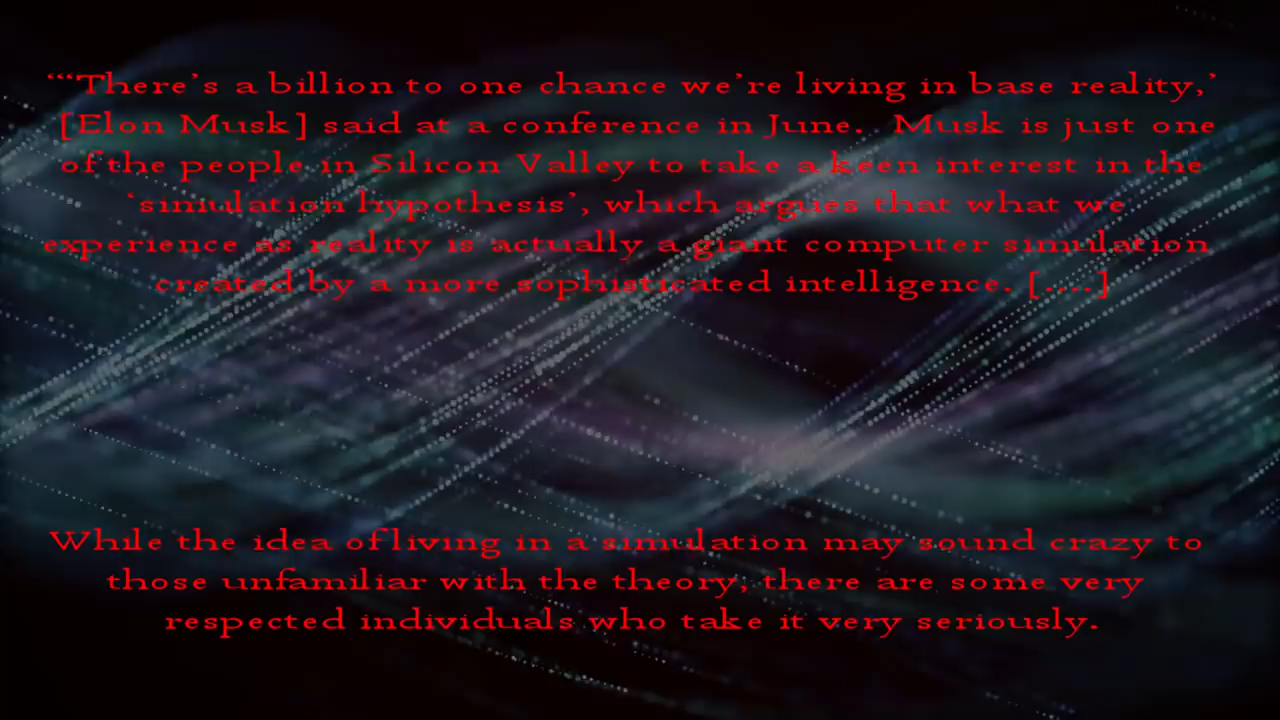 “‘There’s a billion to one chance we’re living in base reality,’
[Elon Musk] said at a conference in June. Musk is just one
of the people in Silicon Valley to take a keen interest in the
‘simulation hypothesis’, which argues that what we
experience as reality is actually a giant computer simulation
created by a more sophisticated intelligence. [....]
While the idea of living in a simulation may sound crazy to
those unfamiliar with the theory, there are some very
respected individuals who take it very seriously.